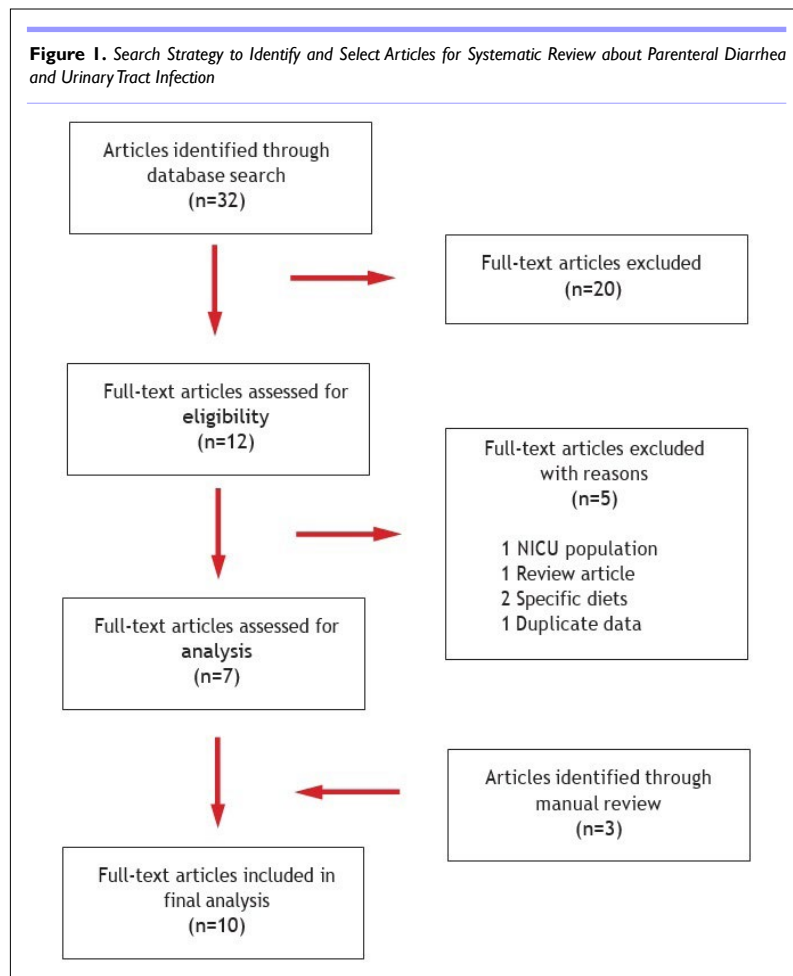 Figure 1. Search Strategy to Identify and Select Articles for Systematic Review about Parenteral Diarrhea
and Urinary Tract Infection
Articles identified through
database search
(n=32)
Full-text articles excluded
(n=20)
Full-text articles assessed for
eligibility
(n=12)
Full-text articles excluded
with reasons
(n=5)
1 NICU population
1 Review article
2 Specific diets
1 Duplicate data
Full-text articles assessed for
analysis
(n=7)
Articles identified through
manual review
(n=3)
Full-text articles included in
final analysis
(n=10)